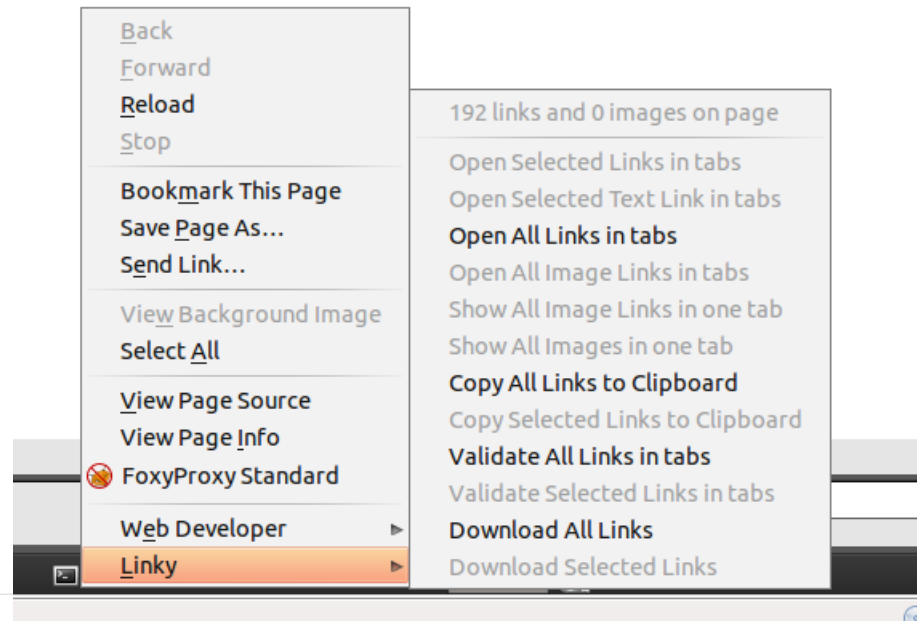 Back
Forward
Reload
Stop
Bookmark This Page
Save Page As...
Send Link...
View Background Image
Select All
View Page Source
View Page Info
FoxyProxy Standard
Web Developer
Linky
192 links and 0 images on page
Open Selected Links in tabs
Open Selected Text Link in tabs
Open All Links in tabs
Open All Image Links in tabs
Show All Image Links in one tab
Show All Images in one tab
Copy All Links to Clipboard
Copy Selected Links to Clipboard
Validate All Links in tabs
Validate Selected Links in tabs
Download All Links
Download Selected Links